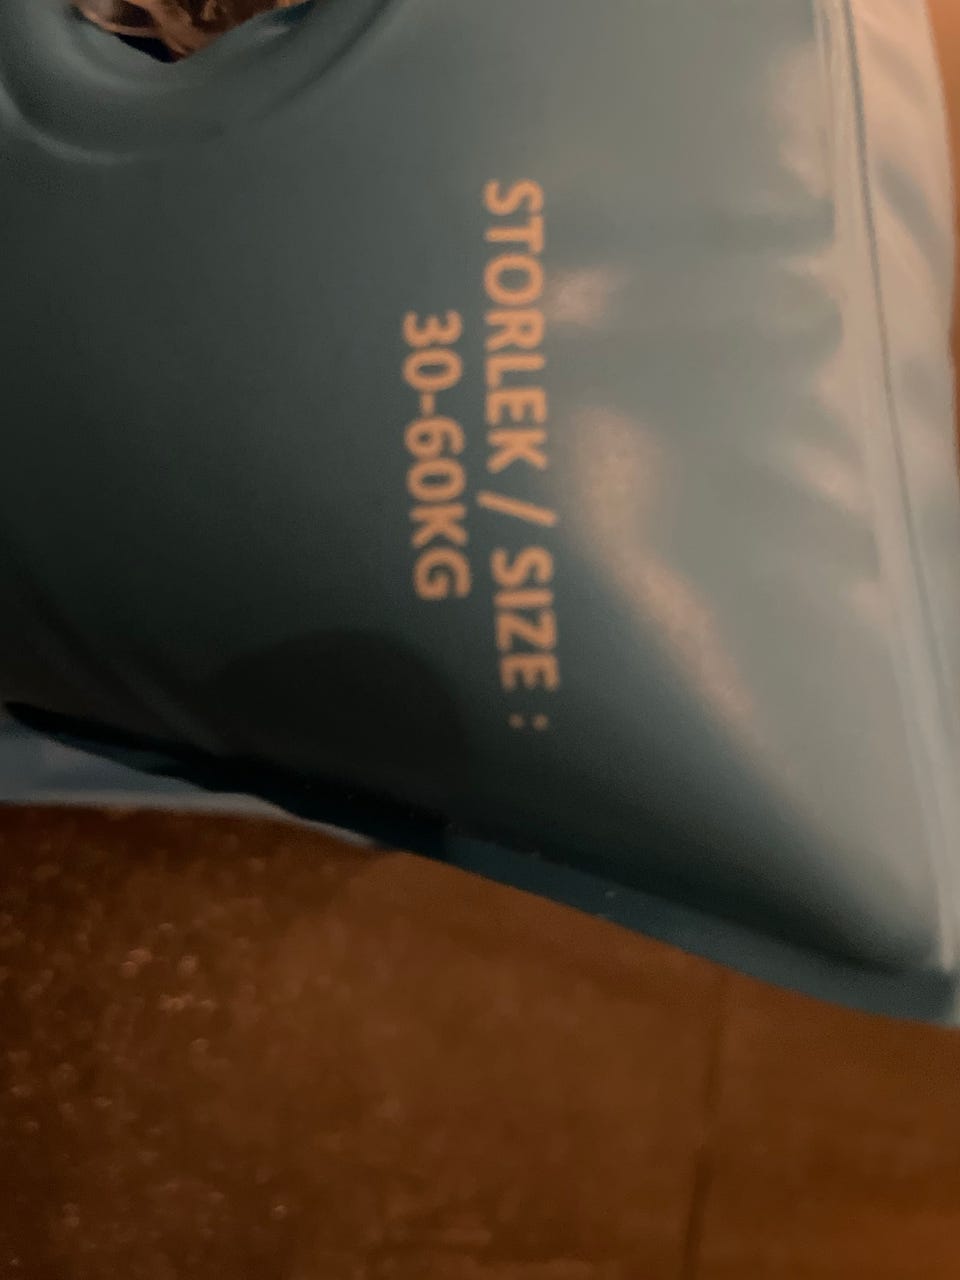 STORLEK / SIZE :
30-60KG